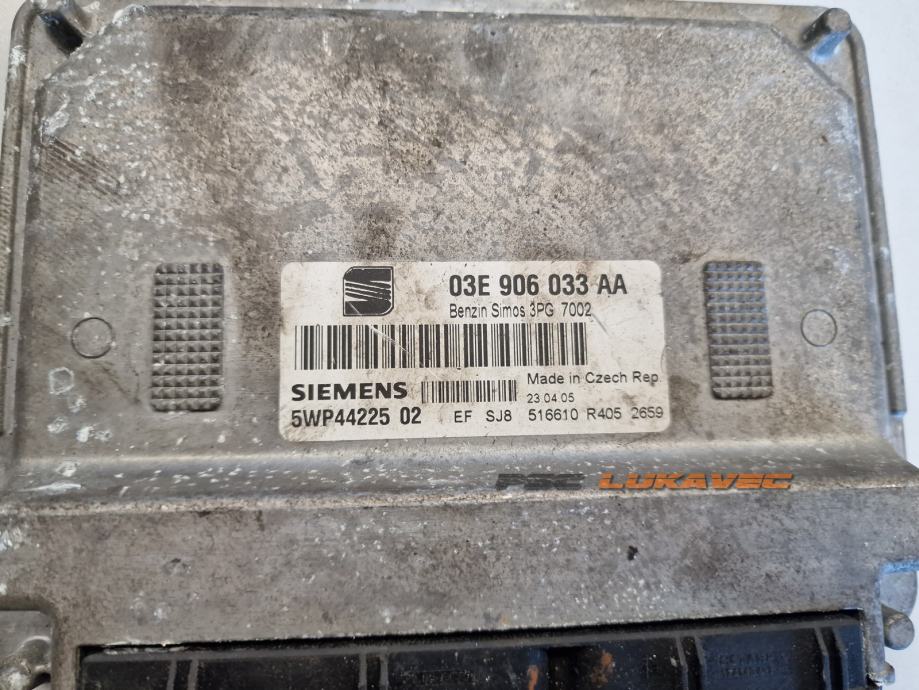 03E 906 033 AA
Benzin Simos 3PG 7002
SIEMENS
Made in Czech Rep.
23.04.05
5WP44225 02 EF SJ8 516610 R405 2659
PSC LUKAVEC